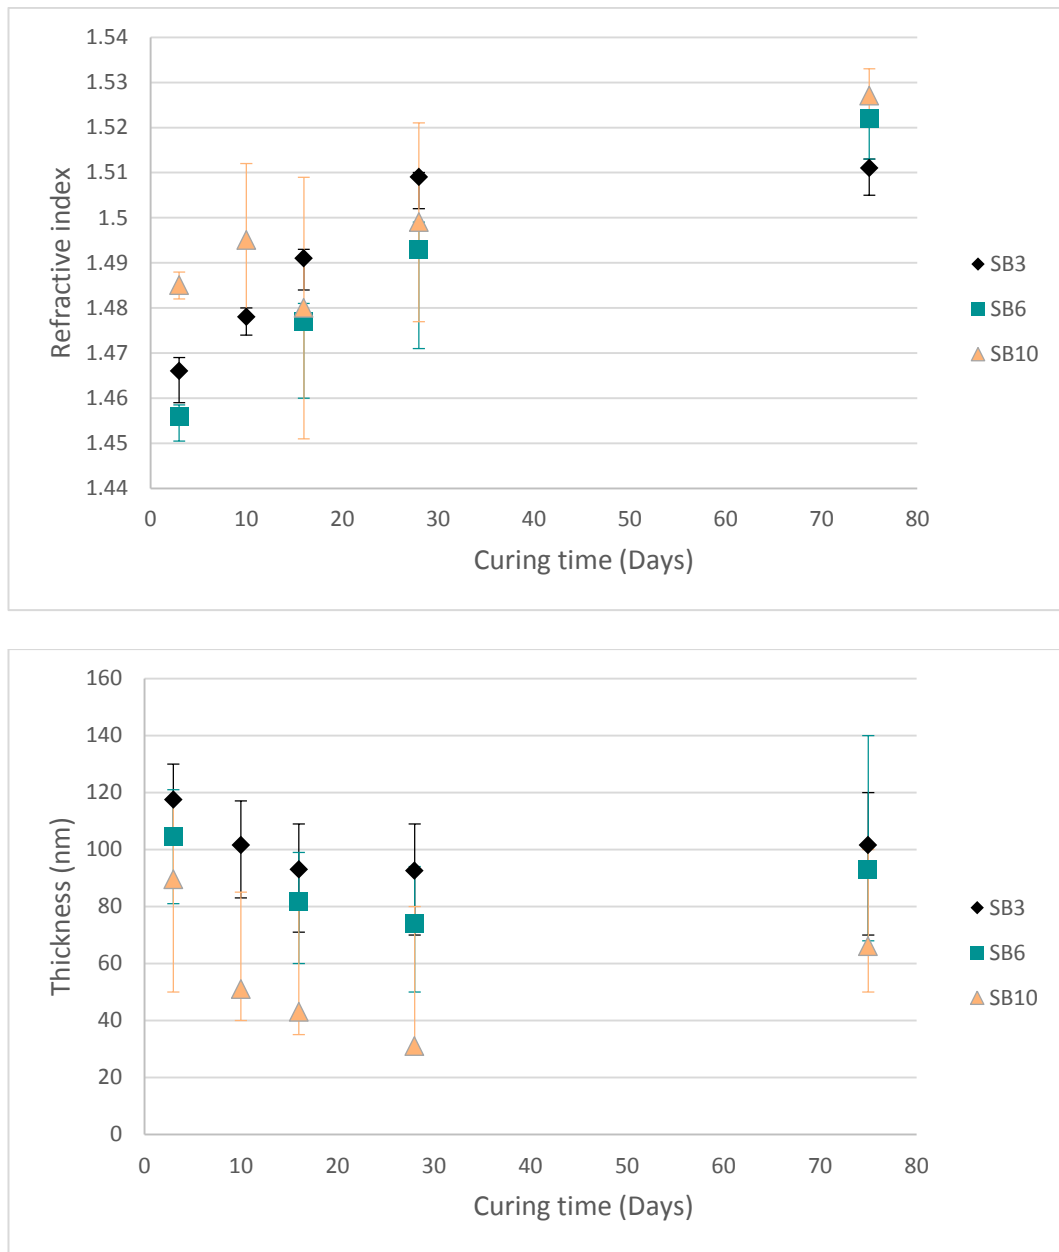 1.54
1.53
1.52
1.51
1.5
1.49
1.48
1.47
1.46
1.45
1.44
Refractive index
0 10 20 30 40 50 60 70 80
Curing time (Days)
SB3
SB6
SB10
160
140
120
100
80
60
40
20
0
Thickness (nm)
0 10 20 30 40 50 60 70 80
Curing time (Days)
SB3
SB6
SB10